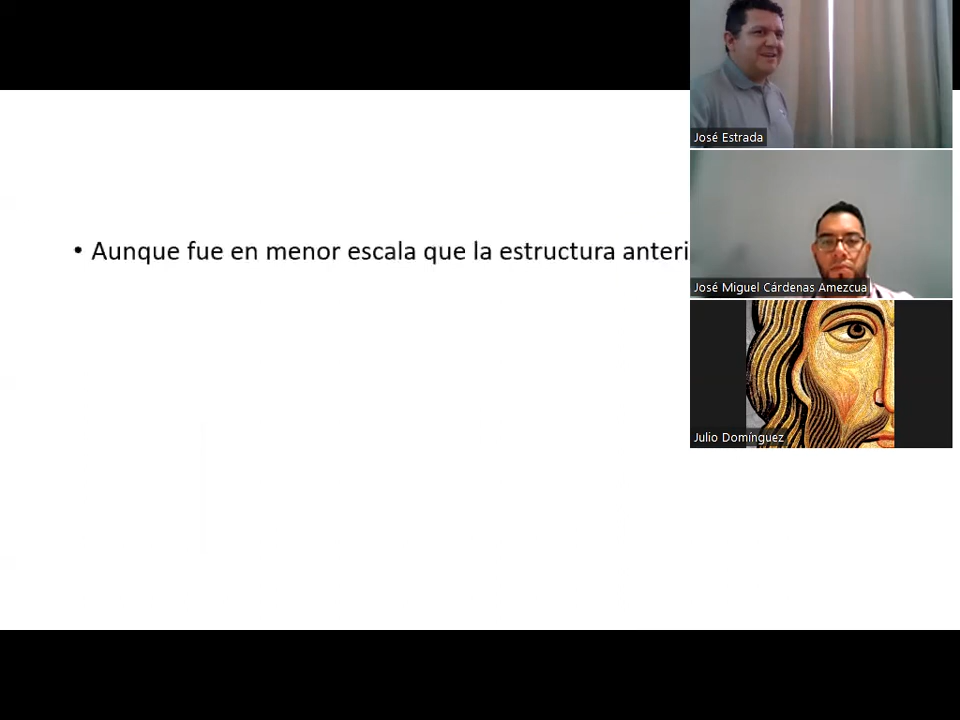 José Estrada
• Aunque fue en menor escala que la estructura anteri
José Miguel Cárdenas Amezcua
Julio Domínguez